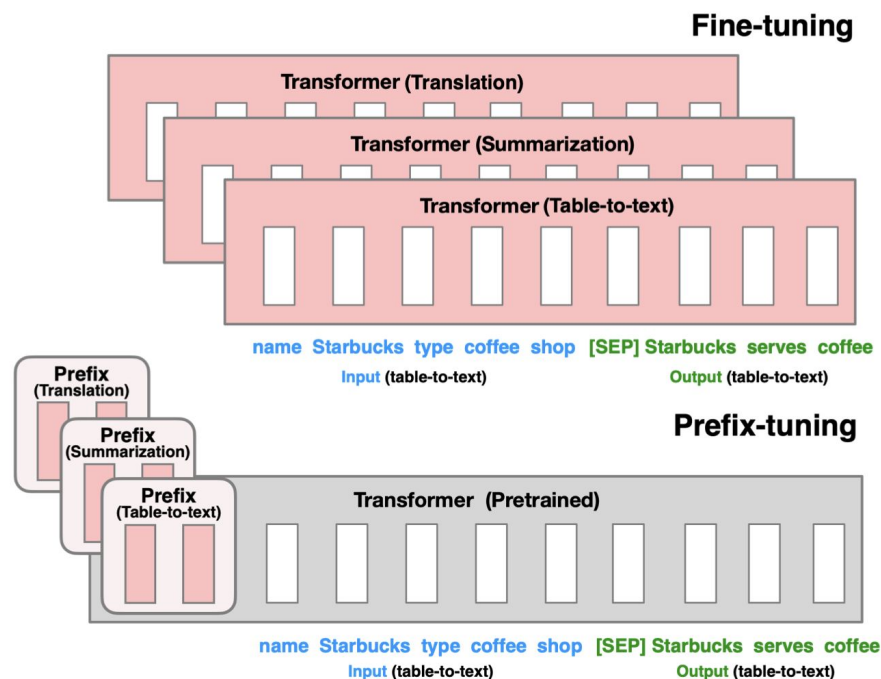 Fine-tuning
Transformer (Translation)
Transformer (Summarization)
Transformer (Table-to-text)
name Starbucks type coffee shop [SEP] Starbucks serves coffee
Input (table-to-text) Output (table-to-text)
Prefix-tuning
Prefix
(Translation)
Prefix
(Summarization)
Prefix
(Table-to-text)
Transformer (Pretrained)
name Starbucks type coffee shop [SEP] Starbucks serves coffee
Input (table-to-text) Output (table-to-text)